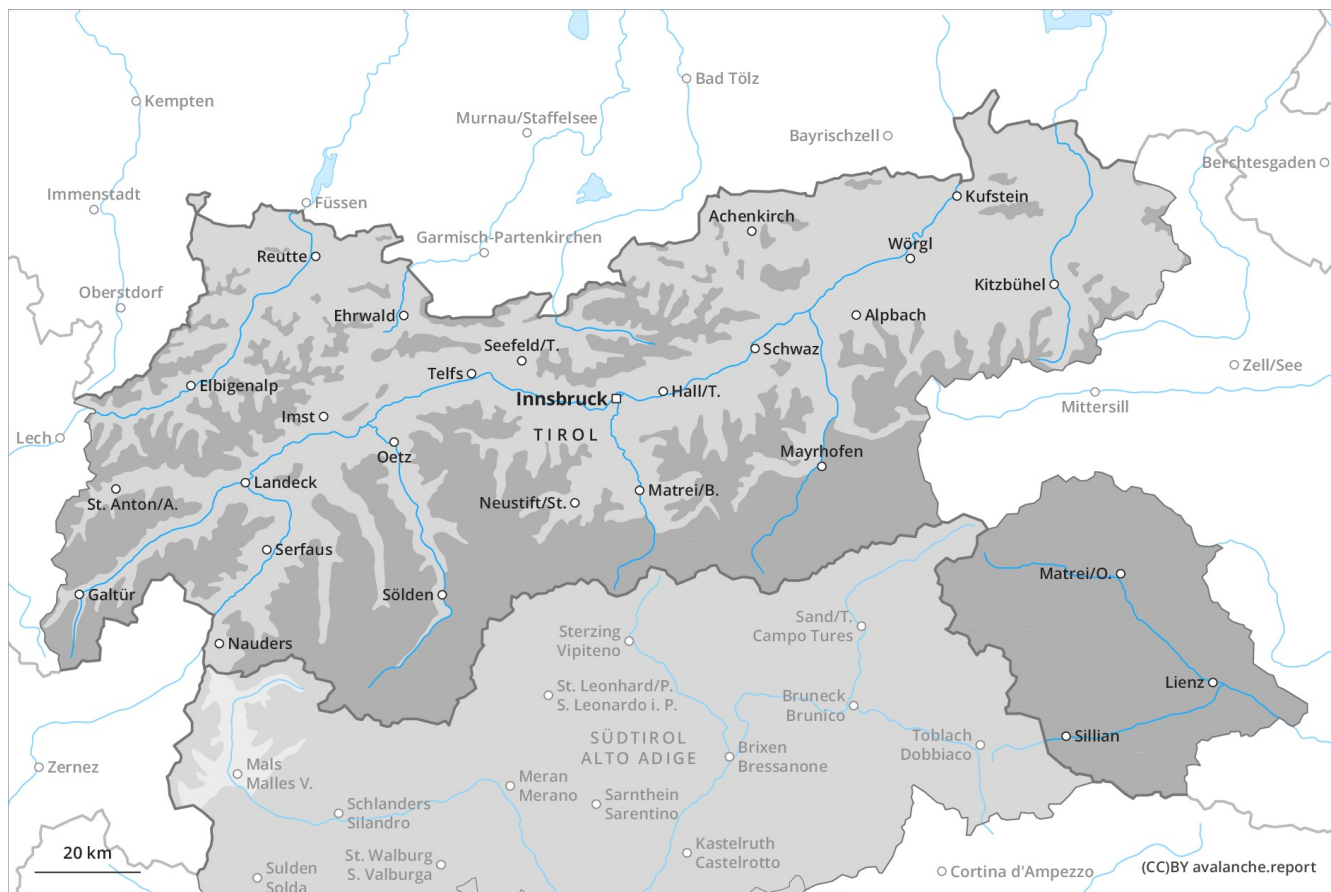 Kempten
Bad Tölz
Murnau/Staffelsee
Bayrischzell
Berchtesgaden
Immenstadt
Füssen
Kufstein
Achenkirch
Garmisch-Partenkirchen
Wörgl
Reutte
Oberstdorf
Kitzbühel
Ehrwald
Alpbach
Seefeld/T.
Schwaz
Zell/See
Telfs
Elbigenalp
Hall/T.
Innsbruck
Mittersill
Imst
Lech
TIROL
Oetz
Mayrhofen
Landeck
Matrei/B.
St. Anton/A.
Neustift/St.
Serfaus
Matrei/O.
Galtür
Sölden
Sand/T.
Campo Tures
Sterzing
Vipiteno
Nauders
Lienz
St. Leonhard/P.
S. Leonardo i. P.
Bruneck
Brunico
SÜDTIROL
ALTO ADIGE
Toblach
Dobbiaco
Sillian
Brixen
Bressanone
Zernez
Mals
Malles V.
Meran
Merano
Sarnthein
Sarentino
Schlanders
Silandro
Kastelruth
Castelrotto
20 km
St. Walburg
S. Valburga
Sulden
Solda
Cortina d'Ampezzo
(CC)BY avalanche.report